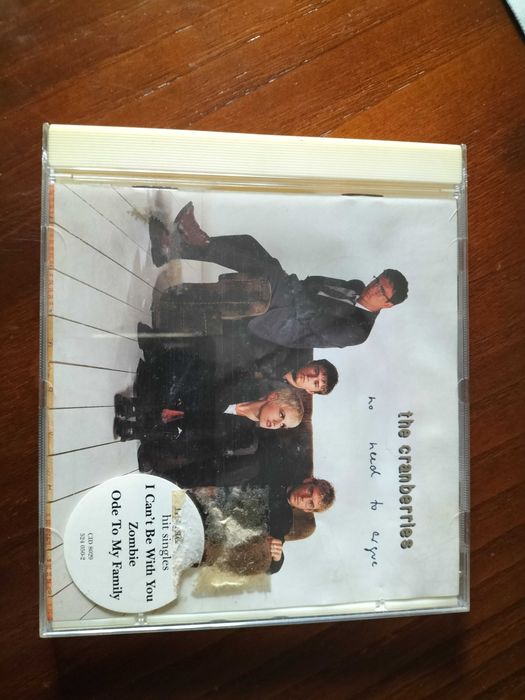 the cranberries
no need to argue
hit singles
I Can't Be With You
Zombie
Ode To My Family
CID 8029
524 050-2